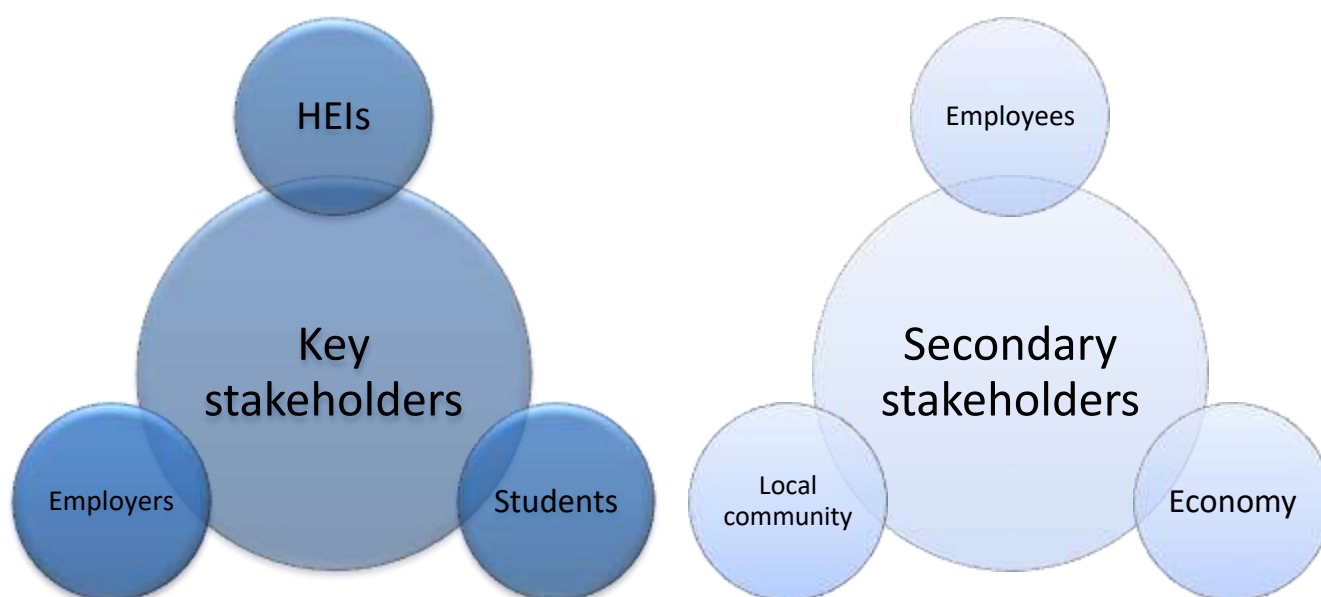 HEIs
Key
stakeholders
Employers
Students
Employees
Secondary
stakeholders
Local
community
Economy